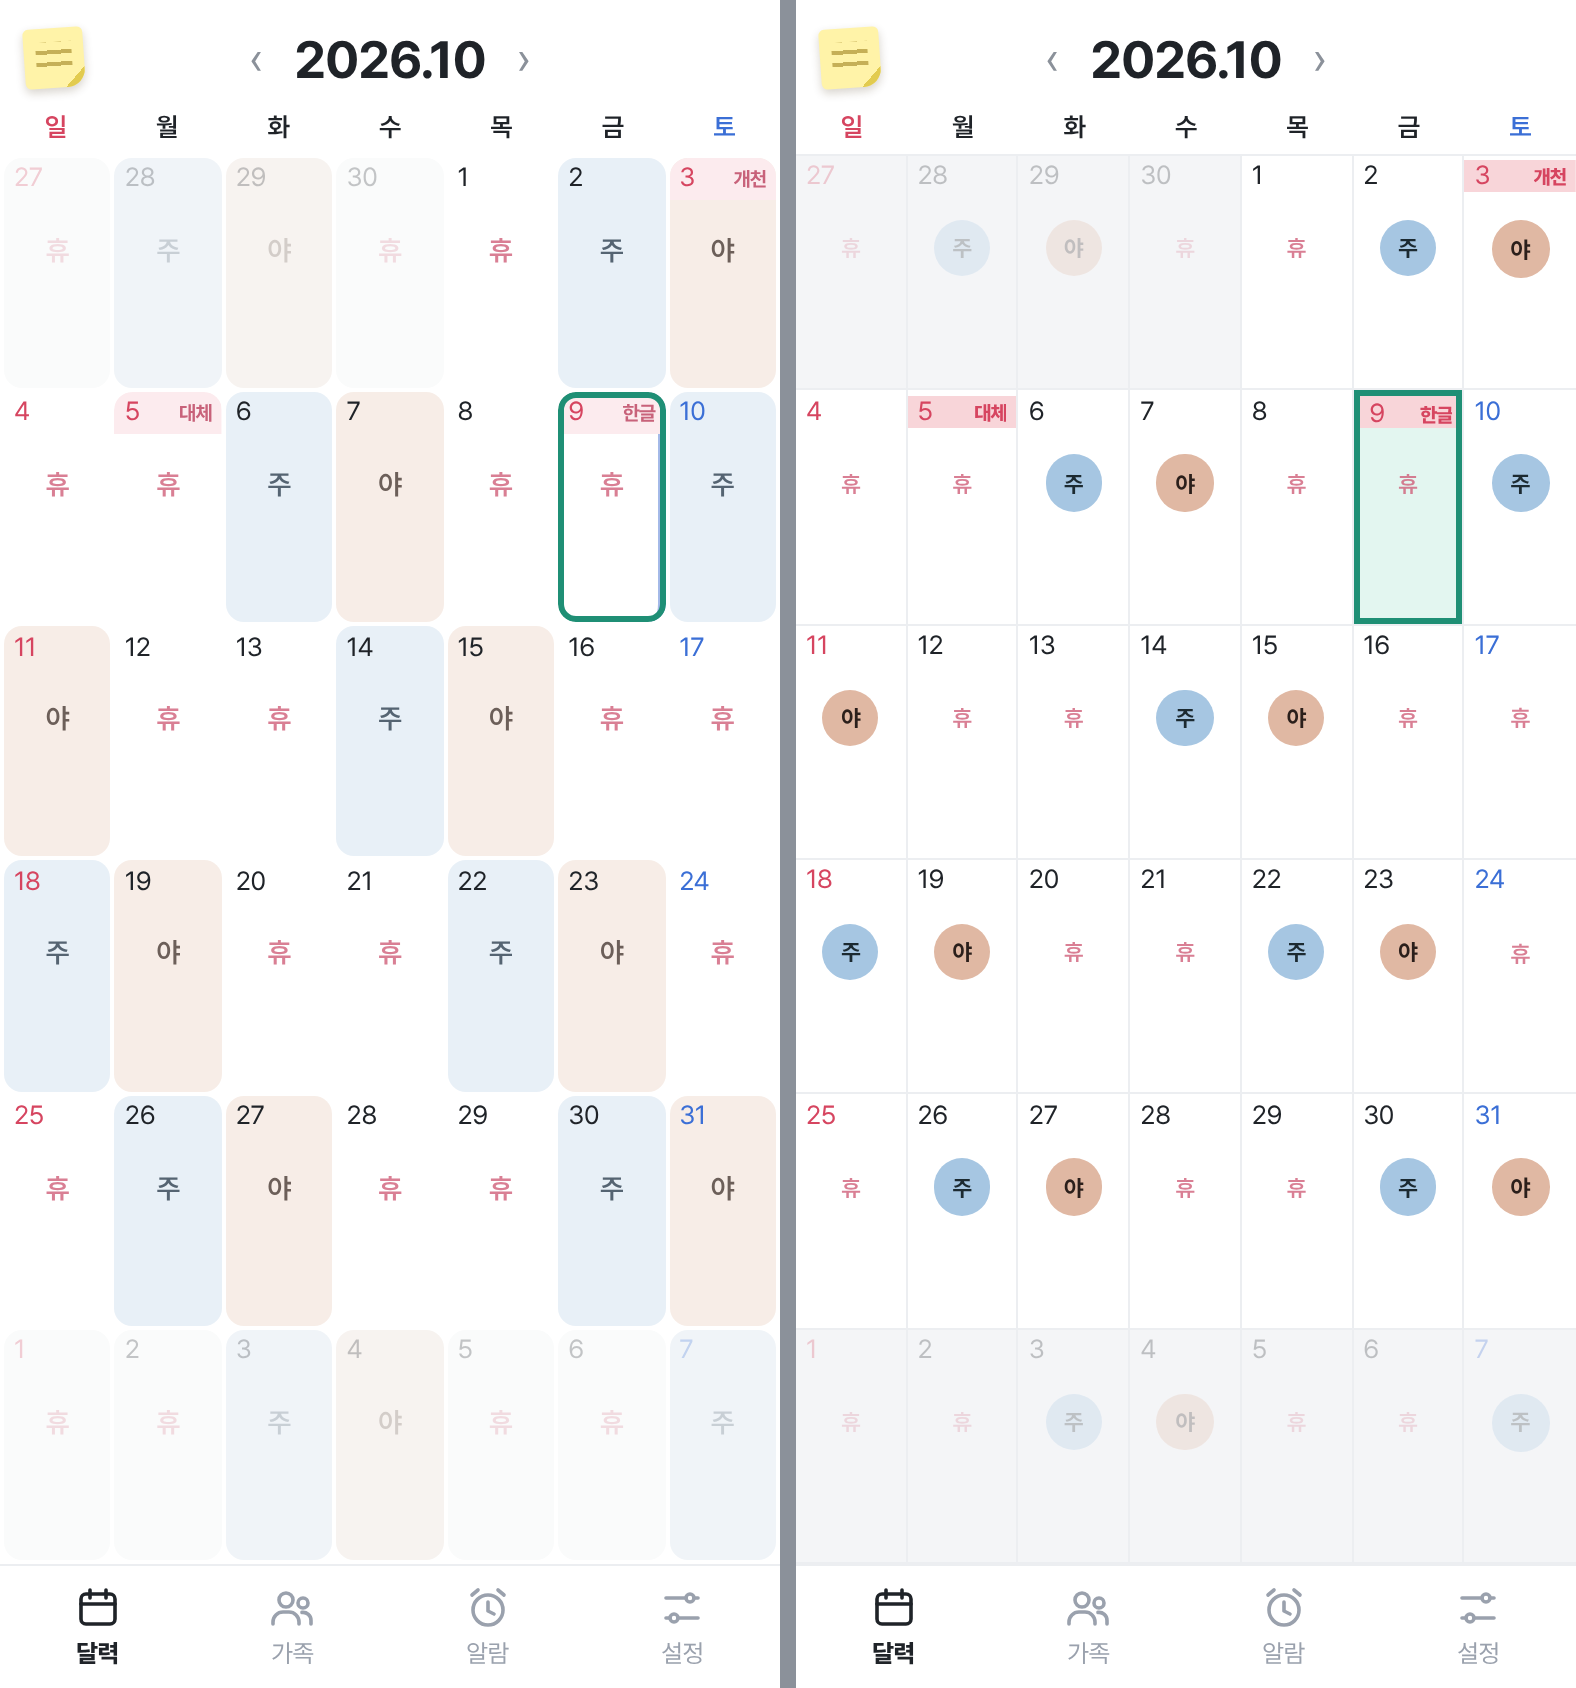 ‹ 2026.10 ›
일 월 화 수 목 금 토
27 28 29 30 1 2 3 개천
휴 주 야 휴 휴 주 야
4 5 대체 6 7 8 9 한글 10
휴 휴 주 야 휴 휴 주
11 12 13 14 15 16 17
야 휴 휴 주 야 휴 휴
18 19 20 21 22 23 24
주 야 휴 휴 주 야 휴
25 26 27 28 29 30 31
휴 주 야 휴 휴 주 야
1 2 3 4 5 6 7
휴 휴 주 야 휴 휴 주
달력 가족 알람 설정
‹ 2026.10 ›
일 월 화 수 목 금 토
27 28 29 30 1 2 3 개천
휴 주 야 휴 휴 주 야
4 5 대체 6 7 8 9 한글 10
휴 휴 주 야 휴 휴 주
11 12 13 14 15 16 17
야 휴 휴 주 야 휴 휴
18 19 20 21 22 23 24
주 야 휴 휴 주 야 휴
25 26 27 28 29 30 31
휴 주 야 휴 휴 주 야
1 2 3 4 5 6 7
휴 휴 주 야 휴 휴 주
달력 가족 알람 설정